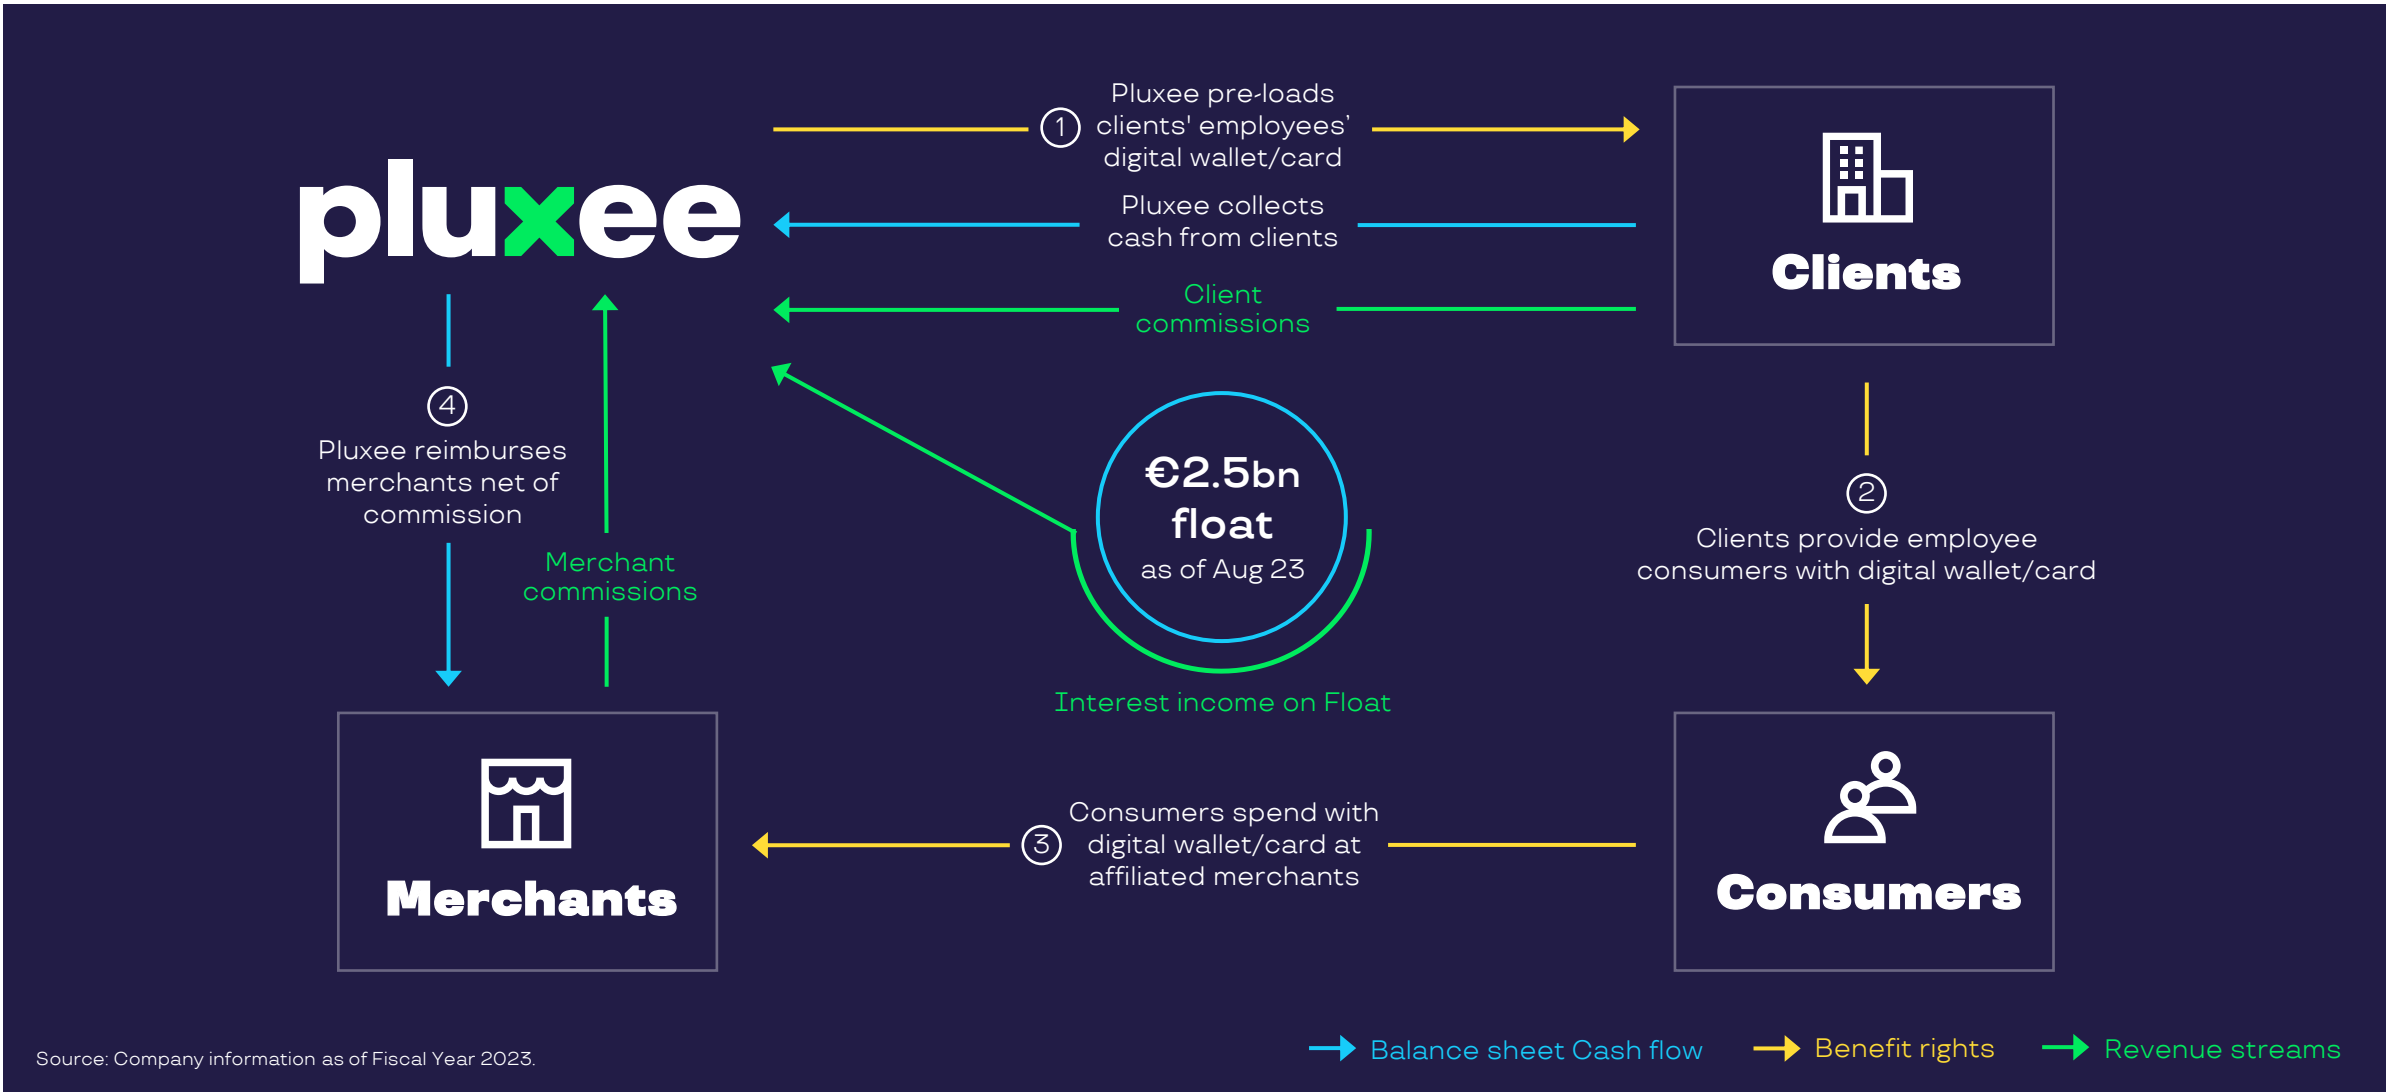 pluxee
1
Pluxee pre-loads
clients' employees’
digital wallet/card
Pluxee collects
cash from clients
Client
commissions
Clients
4
Pluxee reimburses
merchants net of
commission
Merchant
commissions
€2.5bn
float
as of Aug 23
Interest income on Float
2
Clients provide employee
consumers with digital wallet/card
Merchants
3
Consumers spend with
digital wallet/card at
affiliated merchants
Consumers
Source: Company information as of Fiscal Year 2023.
Balance sheet Cash flow
Benefit rights
Revenue streams